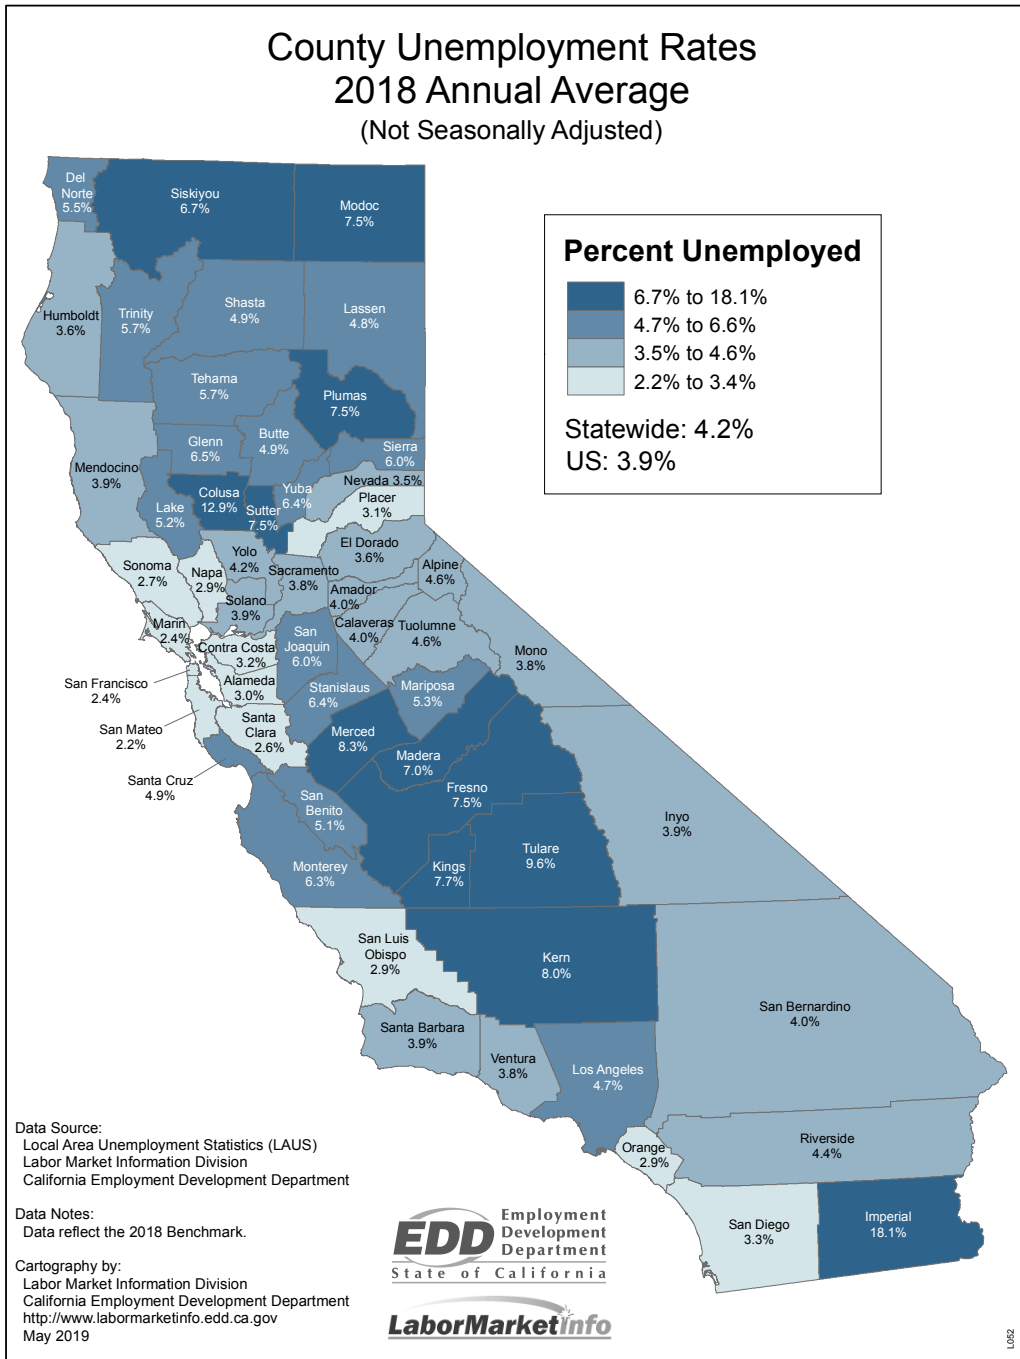 County Unemployment Rates
2018 Annual Average
(Not Seasonally Adjusted)
Del
Norte
5.5%
Siskiyou
6.7%
Modoc
7.5%
Percent Unemployed
6.7% to 18.1%
4.7% to 6.6%
3.5% to 4.6%
2.2% to 3.4%
Statewide: 4.2%
US: 3.9%
Humboldt
3.6%
Trinity
5.7%
Shasta
4.9%
Lassen
4.8%
Tehama
5.7%
Plumas
7.5%
Glenn
6.5%
Butte
4.9%
Sierra
6.0%
Mendocino
3.9%
Lake
5.2%
Colusa
12.9%
Sutter
7.5%
Yuba
6.4%
Nevada 3.5%
Placer
3.1%
El Dorado
3.6%
Sonoma
2.7%
Napa
2.9%
Yolo
4.2%
Sacramento
3.8%
Alpine
4.6%
Amador
4.0%
Solano
3.9%
Marin
2.4%
Calaveras
4.0%
Tuolumne
4.6%
Mono
3.8%
Contra Costa
3.2%
San
Joaquin
6.0%
San Francisco
2.4%
Alameda
3.0%
Stanislaus
6.4%
Mariposa
5.3%
San Mateo
2.2%
Santa
Clara
2.6%
Merced
8.3%
Madera
7.0%
Santa Cruz
4.9%
San
Benito
5.1%
Fresno
7.5%
Inyo
3.9%
Monterey
6.3%
Kings
7.7%
Tulare
9.6%
San Luis
Obispo
2.9%
Kern
8.0%
San Bernardino
4.0%
Santa Barbara
3.9%
Ventura
3.8%
Los Angeles
4.7%
Orange
2.9%
Riverside
4.4%
San Diego
3.3%
Imperial
18.1%
Data Source:
Local Area Unemployment Statistics (LAUS)
Labor Market Information Division
California Employment Development Department
Data Notes:
Data reflect the 2018 Benchmark.
Cartography by:
Labor Market Information Division
California Employment Development Department
http://www.labormarketinfo.edd.ca.gov
May 2019
EDD
Employment
Development
Department
State of California
LaborMarketInfo
L052